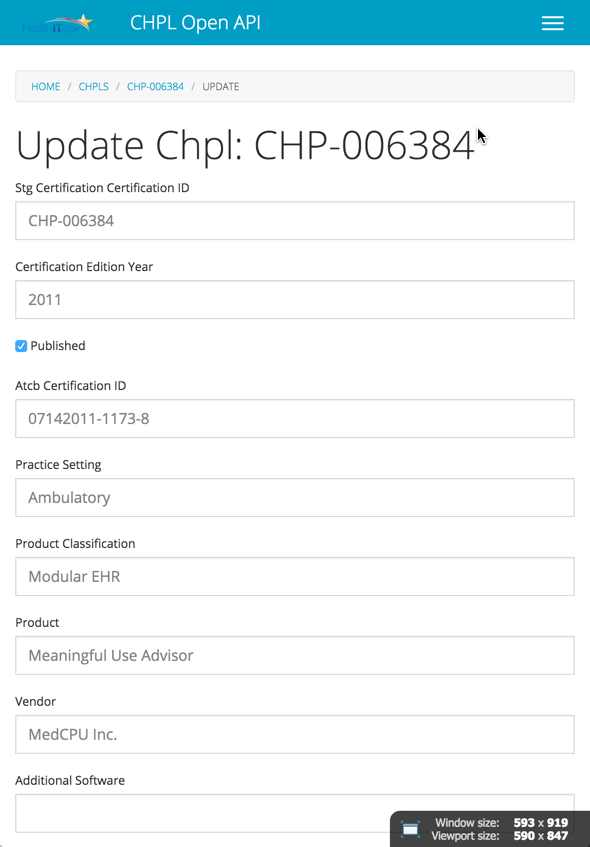 HealthIT.gov
CHPL Open API
HOME / CHPLS / CHP-006384 / UPDATE
Update Chpl: CHP-006384
Stg Certification Certification ID
CHP-006384
Certification Edition Year
2011
Published
Atcb Certification ID
07142011-1173-8
Practice Setting
Ambulatory
Product Classification
Modular EHR
Product
Meaningful Use Advisor
Vendor
MedCPU Inc.
Additional Software
Window size: 593 x 919
Viewport size: 590 x 847